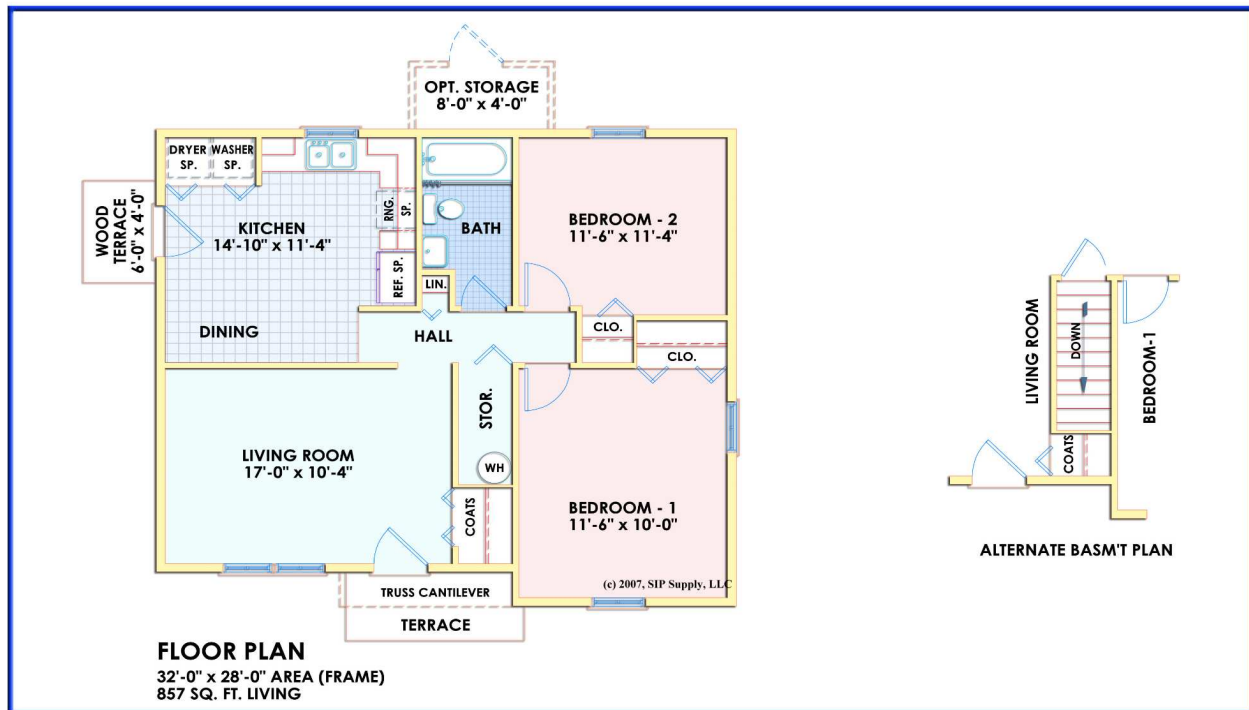 OPT. STORAGE
8'-0" x 4'-0"
DRYER
SP.
WASHER
SP.
WOOD
TERRACE
6'-0" x 4'-0"
KITCHEN
14'-10" x 11'-4"
RNG.
SP.
REF. SP.
BATH
LIN.
BEDROOM - 2
11'-6" x 11'-4"
DINING
HALL
CLO.
CLO.
STOR.
WH
LIVING ROOM
17'-0" x 10'-4"
COATS
BEDROOM - 1
11'-6" x 10'-0"
(c) 2007, SIP Supply, LLC
TRUSS CANTILEVER
TERRACE
FLOOR PLAN
32'-0" x 28'-0" AREA (FRAME)
857 SQ. FT. LIVING
LIVING ROOM
DOWN
BEDROOM-1
COATS
ALTERNATE BASM'T PLAN